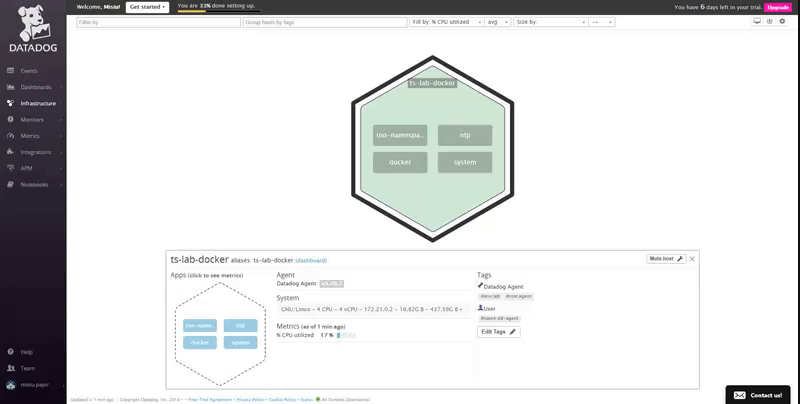 Welcome, Misiu!
Get started
You are 33% done setting up.
You have 6 days left in your trial.
Upgrade
DATADOG
Filter by
Group hosts by tags
Fill by: % CPU utilized
avg
Size by:
---
Events
Dashboards
Infrastructure
Monitors
Metrics
Integrations
APM
Notebooks
Help
Team
ts-lab-docker
(no-namespa..
ntp
docker
system
ts-lab-docker aliases: ts-lab-docker (dashboard)
Mute host
Apps (click to see metrics)
(no-name..
ntp
docker
system
Agent
Datadog Agent:
System
GNU/Linux – 4 CPU – 4 vCPU – 172.21.0.2 – 16.82G B – 437.59G B
Metrics (as of 1 min ago)
% CPU utilized 17 %
Tags
Datadog Agent
#env:lab
#role:agent
User
#name:dd-agent
Edit Tags
Updated < 1 min ago. - Copyright Datadog, Inc. - Free Trial Agreement - Privacy Policy - Cookie Policy - Status - All Systems Operational
Contact us!